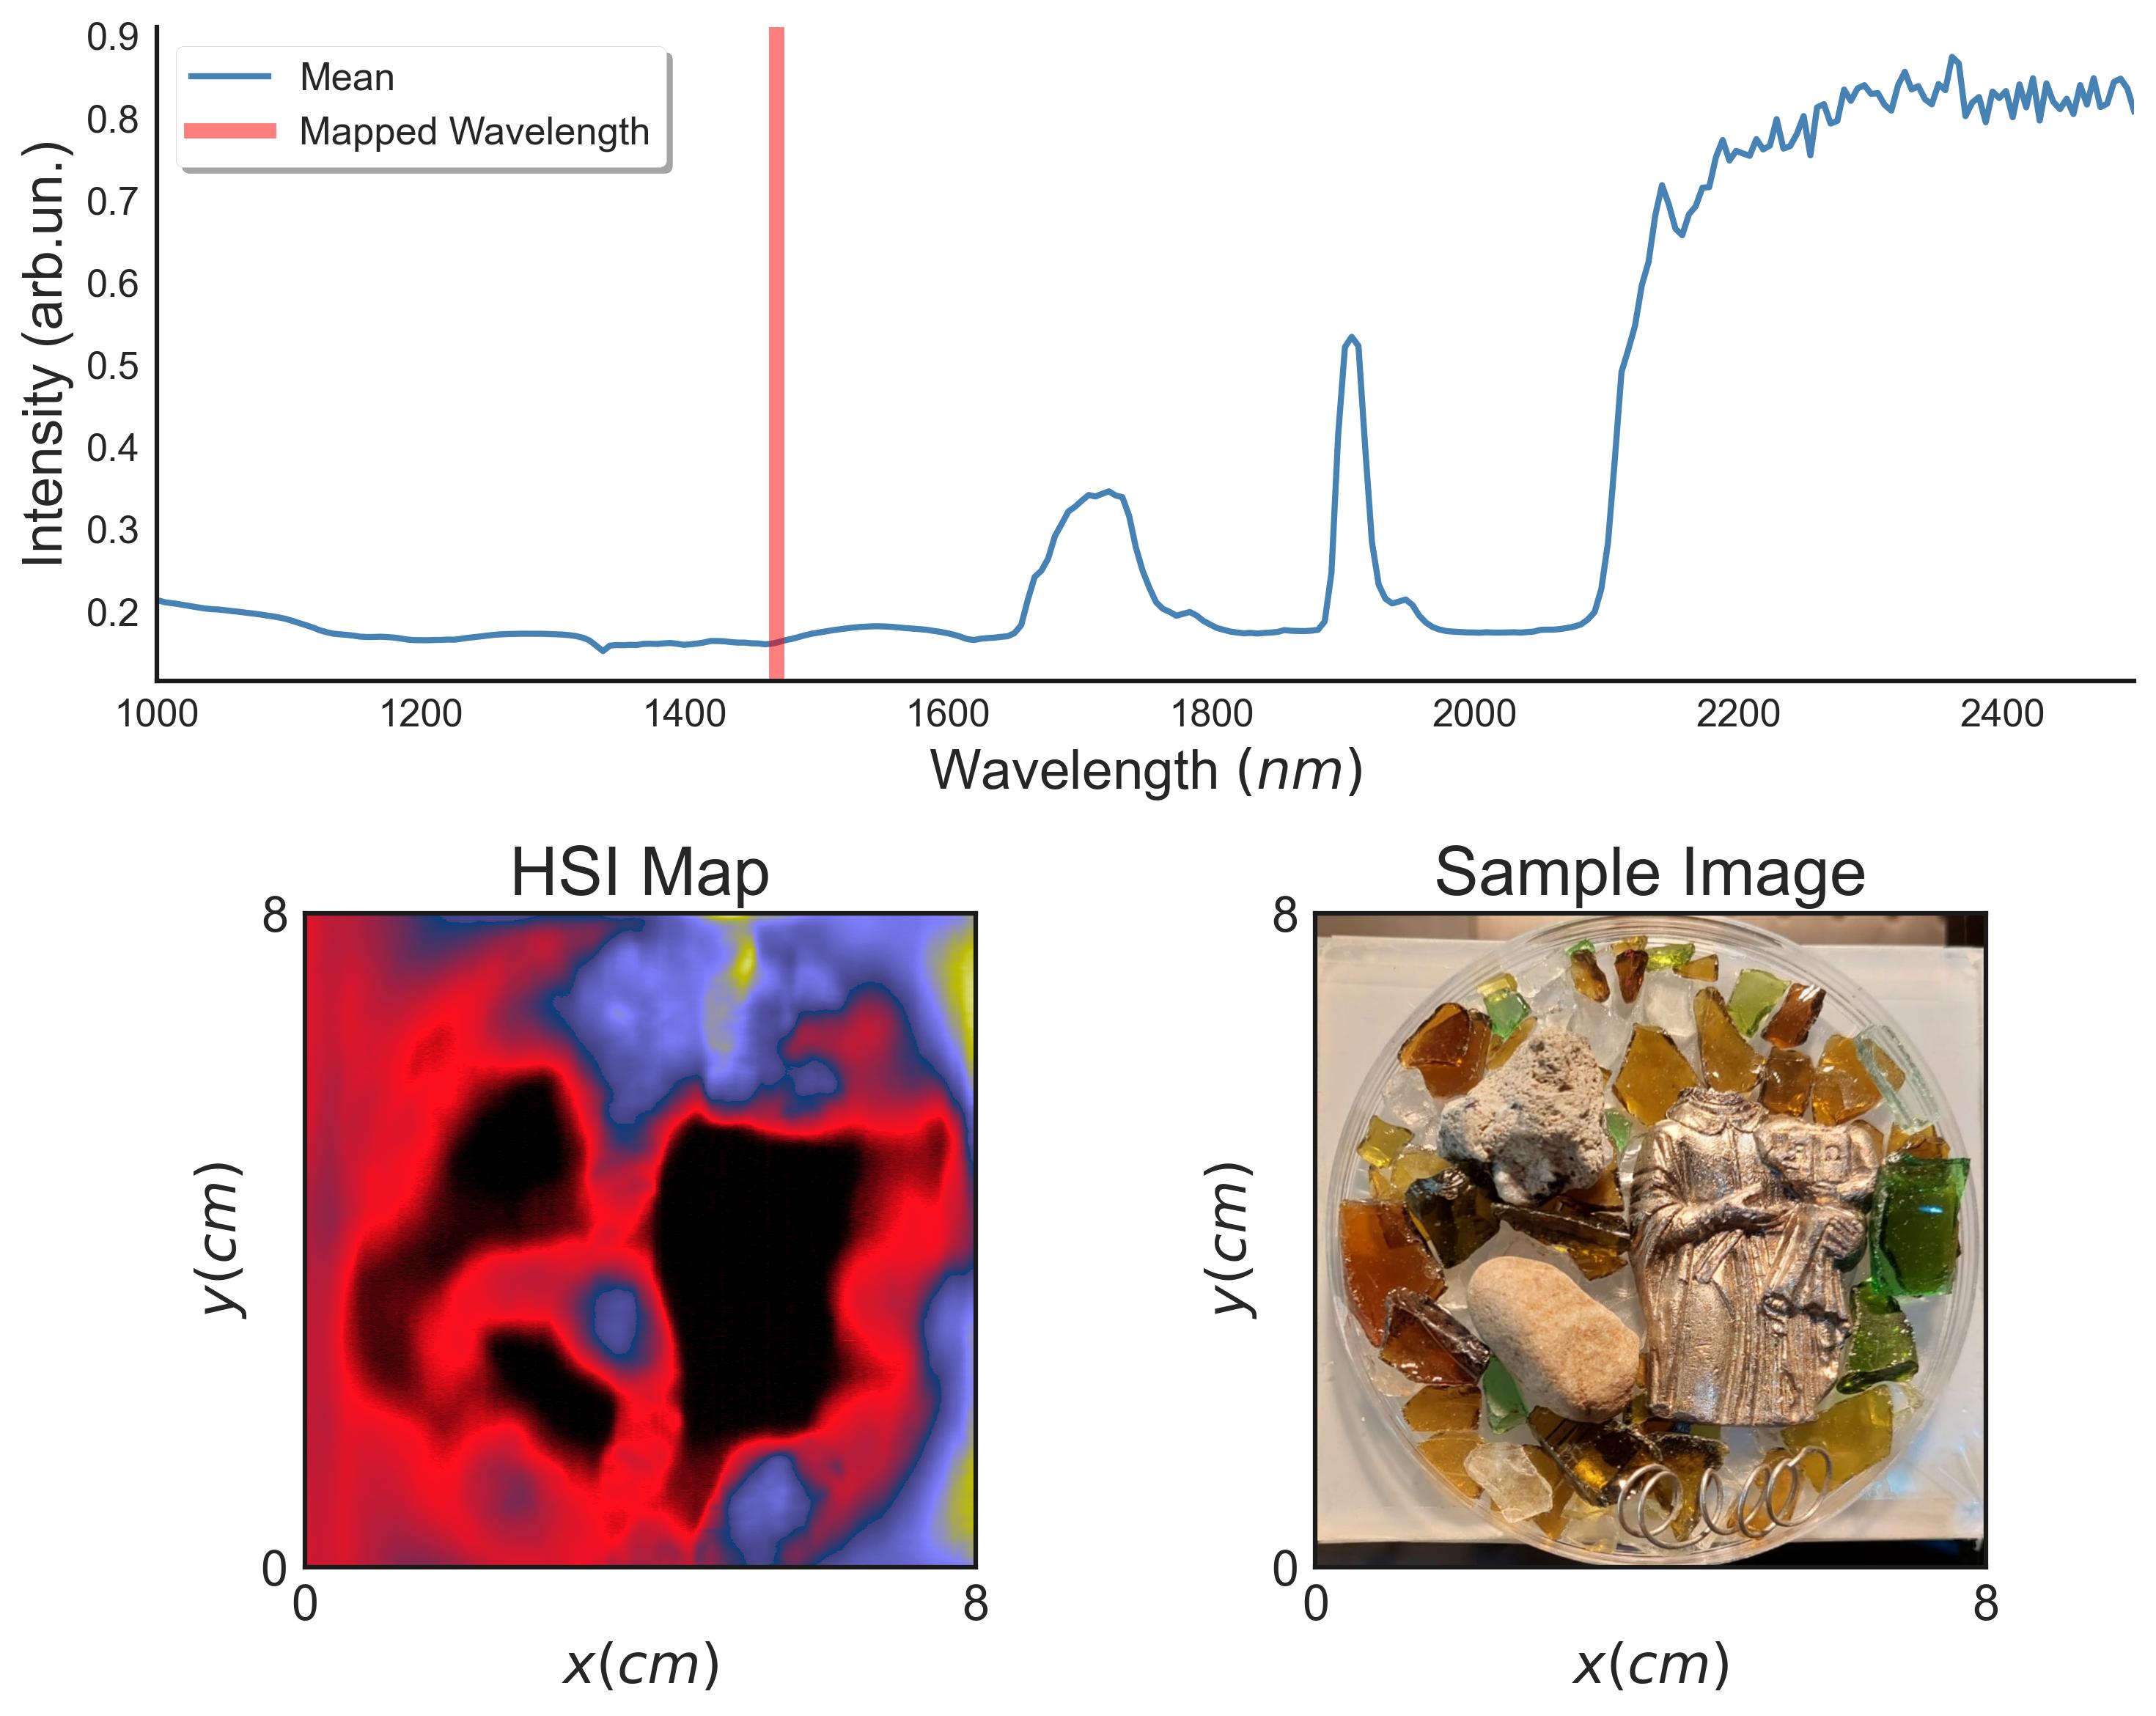 0.9
0.8
0.7
0.6
0.5
0.4
0.3
0.2
Intensity (arb.un.)
Mean
Mapped Wavelength
1000 1200 1400 1600 1800 2000 2200 2400
Wavelength (nm)
HSI Map
8
0
0 8
y(cm)
x(cm)
Sample Image
8
0
0 8
y(cm)
x(cm)